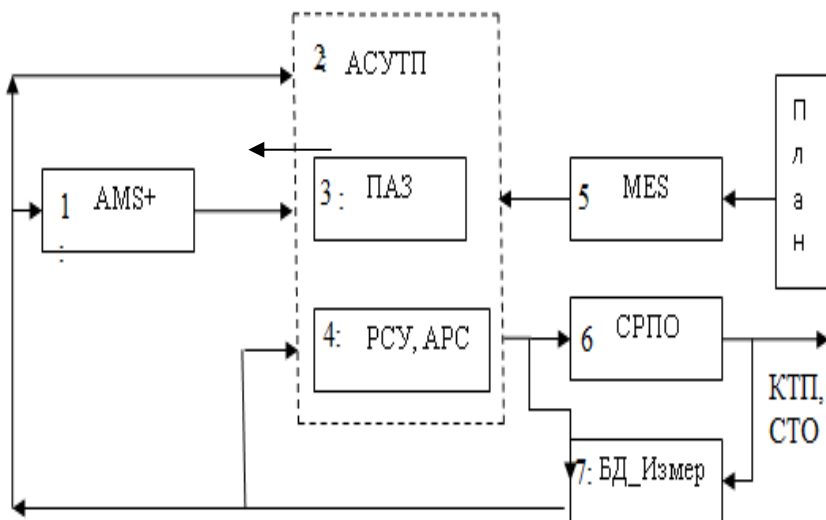 2: АСУТП
П
л
а
н
1 AMS+
:
3 : ПАЗ
5 MES
4: РСУ, АРС
6 СРПО
КТП,
СТО
7: БД_Измер